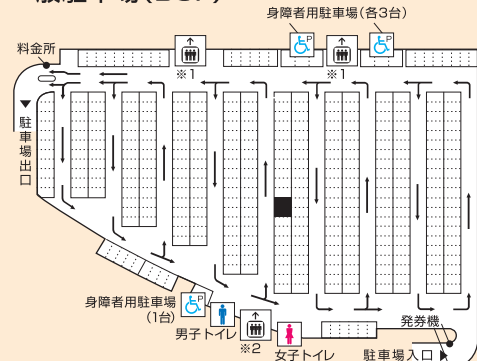 身障者用駐車場(各3台)
料金所
P
P
※1
※1
駐車場出口
身障者用駐車場
(1台)
P
男子トイレ
※2
女子トイレ
発券機
駐車場入口